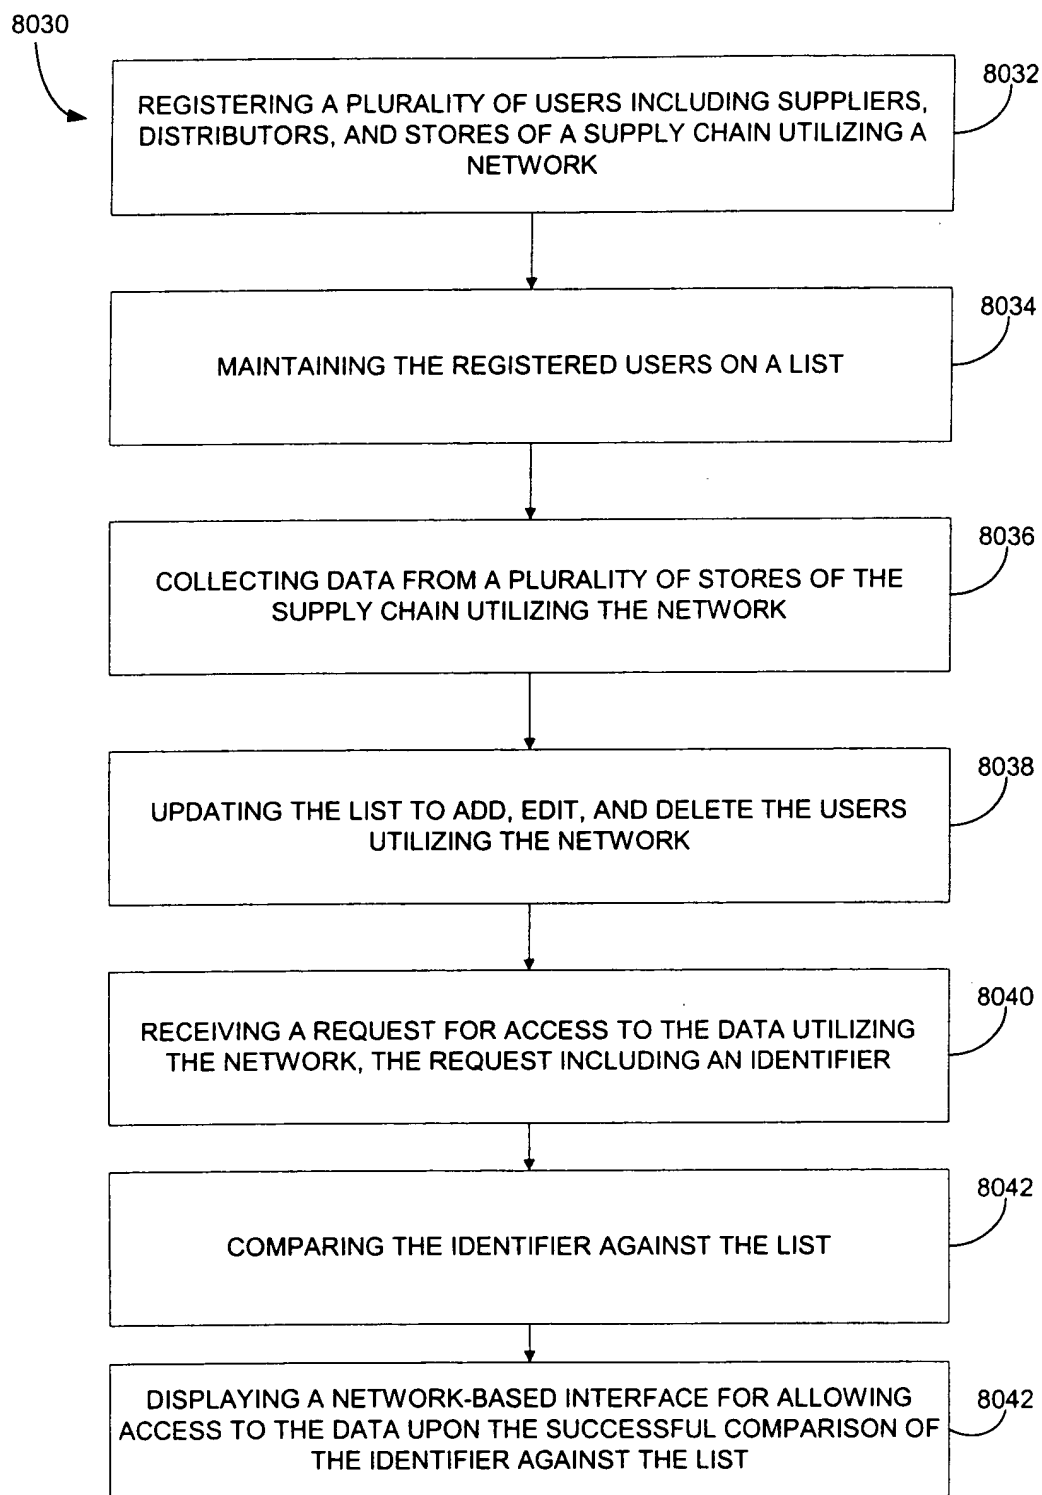 8030
8032
REGISTERING A PLURALITY OF USERS INCLUDING SUPPLIERS,
DISTRIBUTORS, AND STORES OF A SUPPLY CHAIN UTILIZING A
NETWORK
8034
MAINTAINING THE REGISTERED USERS ON A LIST
8036
COLLECTING DATA FROM A PLURALITY OF STORES OF THE
SUPPLY CHAIN UTILIZING THE NETWORK
8038
UPDATING THE LIST TO ADD, EDIT, AND DELETE THE USERS
UTILIZING THE NETWORK
8040
RECEIVING A REQUEST FOR ACCESS TO THE DATA UTILIZING
THE NETWORK, THE REQUEST INCLUDING AN IDENTIFIER
8042
COMPARING THE IDENTIFIER AGAINST THE LIST
8042
DISPLAYING A NETWORK-BASED INTERFACE FOR ALLOWING
ACCESS TO THE DATA UPON THE SUCCESSFUL COMPARISON OF
THE IDENTIFIER AGAINST THE LIST